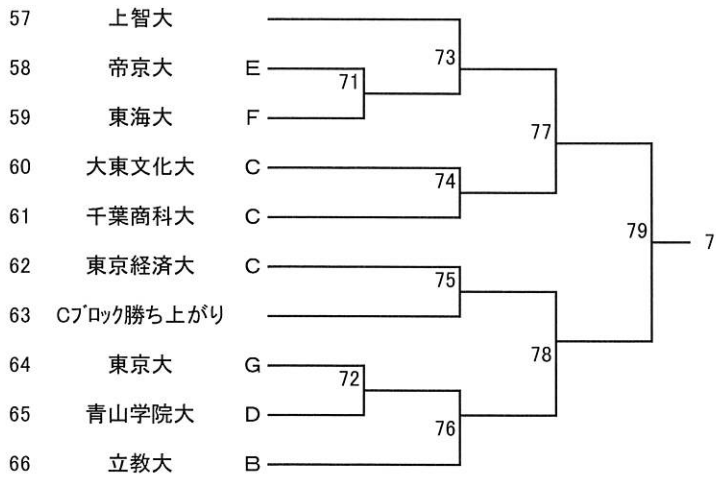 57 上智大
73
58 帝京大 E
71
59 東海大 F
77
60 大東文化大 C
74
61 千葉商科大 C
79 7
62 東京経済大 C
75
63 Cブロック勝ち上がり
78
64 東京大 G
72
65 青山学院大 D
76
66 立教大 B